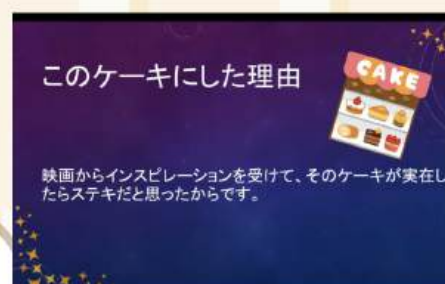 このケーキにした理由
CAKE
映画からインスピレーションを受けて、そのケーキが実在し
たらステキだと思ったからです。